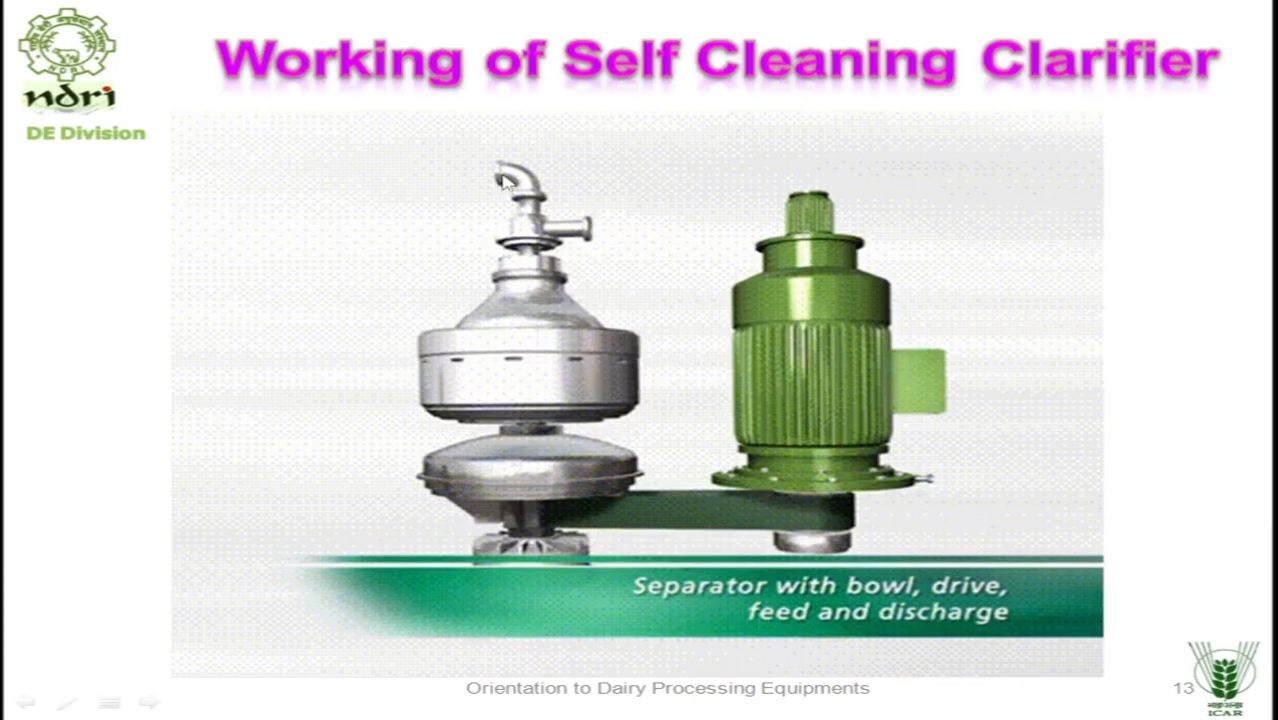 Working of Self Cleaning Clarifier
ndri
DE Division
Separator with bowl, drive,
feed and discharge
Orientation to Dairy Processing Equipments
13
ICAR